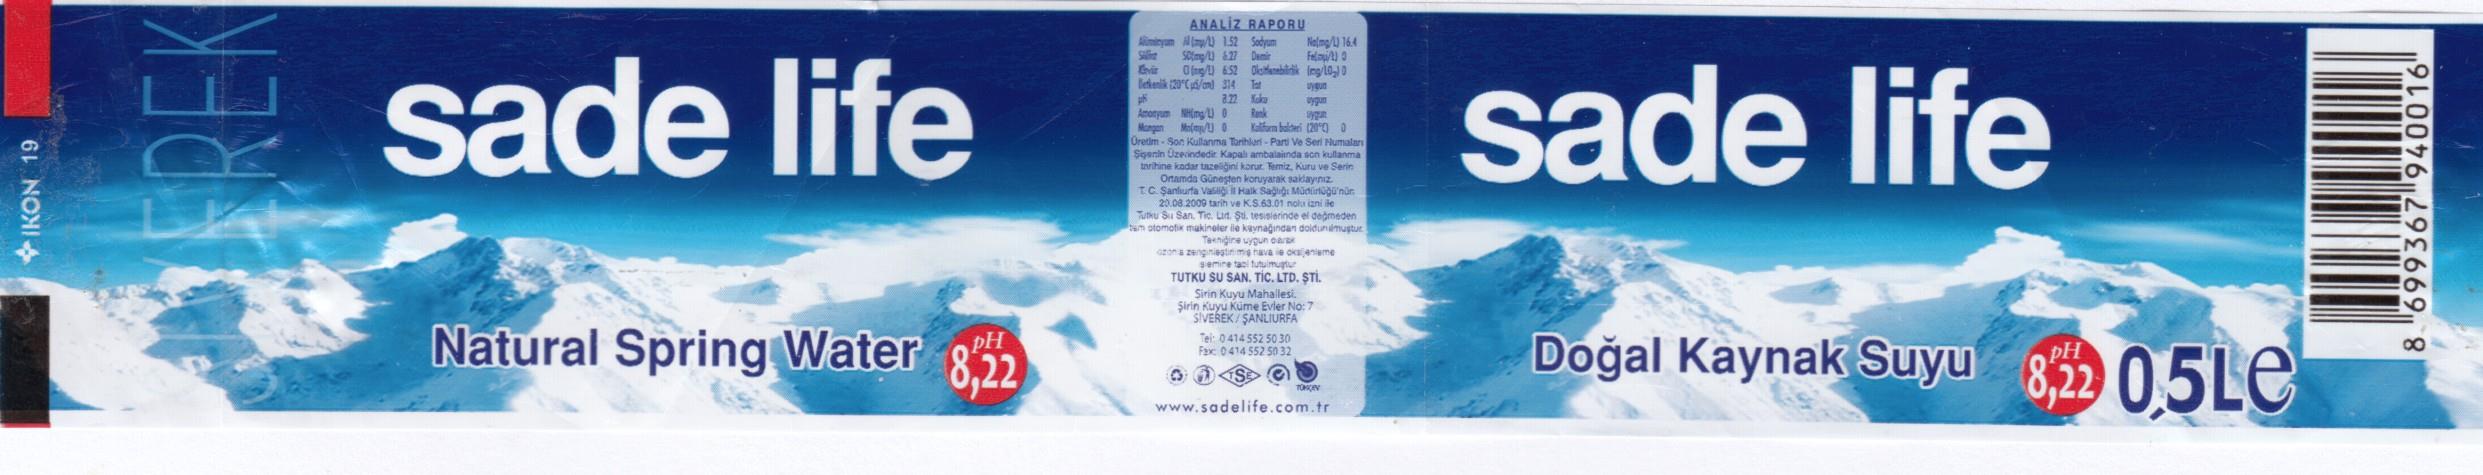 İKON 19
SİVEREK
sade life
Natural Spring Water
pH
8,22
ANALİZ RAPORU
Alüminyum Al (mg/L) 1.52 Sodyum Na(mg/L) 16.4
Sülfat SO(mg/L) 6.27 Demir Fe(mg/L) 0
Klorür Cl (mg/L) 6.52 Oksitlenebilirlik (mg/LO₂) 0
İletkenlik (20°C µS/cm) 314 Tat uygun
pH 8.22 Koku uygun
Amonyum NH(mg/L) 0 Renk uygun
Mangan Mn(mg/L) 0 Koliform bakteri (20°C) 0
Üretim - Son Kullanma Tarihleri - Parti Ve Seri Numaları
Şişenin Üzerindedir. Kapalı ambalajında son kullanma
tarihine kadar tazeliğini korur. Temiz, Kuru ve Serin
Ortamda Güneşten koruyarak saklayınız.
T. C. Şanlıurfa Valiliği İl Halk Sağlığı Müdürlüğü'nün
20.08.2009 tarih ve K.S.63.01 nolu izni ile
Tutku Su San. Tic. Ltd. Şti. tesislerinde el değmeden
tam otomotik makineler ile kaynağından doldurulmuştur.
Tekniğine uygun olarak
ozonla zenginleştirilmiş hava ile oksijenleme
işlemine tabi tutulmuştur
TUTKU SU SAN. TİC. LTD. ŞTİ.
Şirin Kuyu Mahallesi.
Şirin Kuyu Küme Evler No: 7
SİVEREK / ŞANLIURFA
Tel: 0 414 552 50 30
Fax: 0 414 552 50 32
TSE
TÜKÇEV
www.sadelife.com.tr
sade life
Doğal Kaynak Suyu
pH
8,22
0,5L e
8 699367 940016